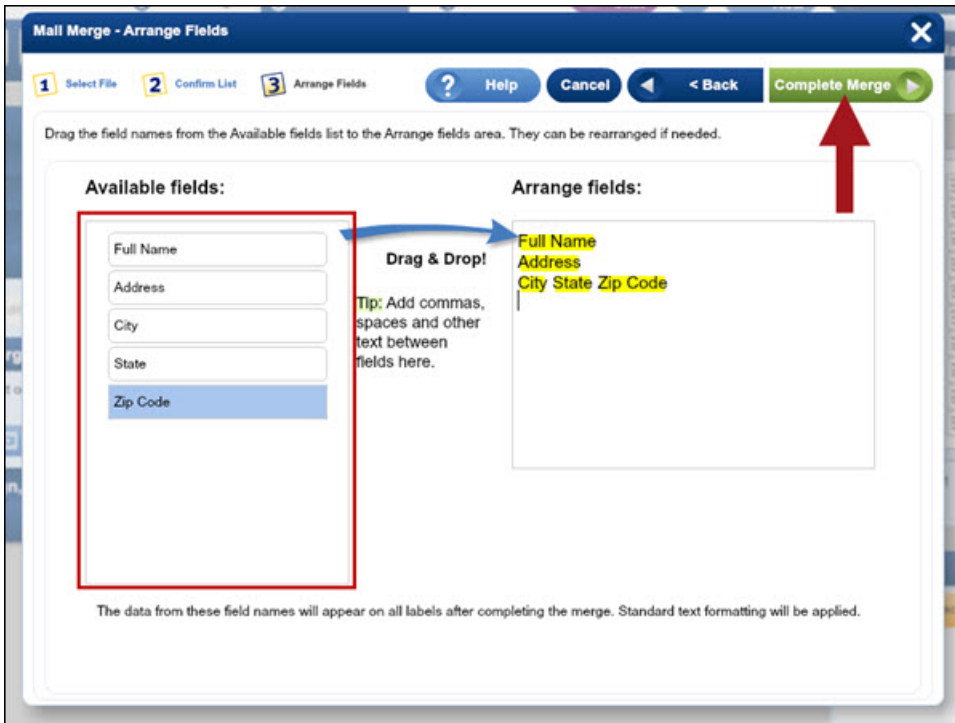 Mail Merge - Arrange Fields
1 Select File 2 Confirm List 3 Arrange Fields ? Help Cancel < Back Complete Merge
Drag the field names from the Available fields list to the Arrange fields area. They can be rearranged if needed.
Available fields:
Arrange fields:
Full Name
Address
City
State
Zip Code
Drag & Drop!
Tip: Add commas,
spaces and other
text between
fields here.
Full Name
Address
City State Zip Code
The data from these field names will appear on all labels after completing the merge. Standard text formatting will be applied.